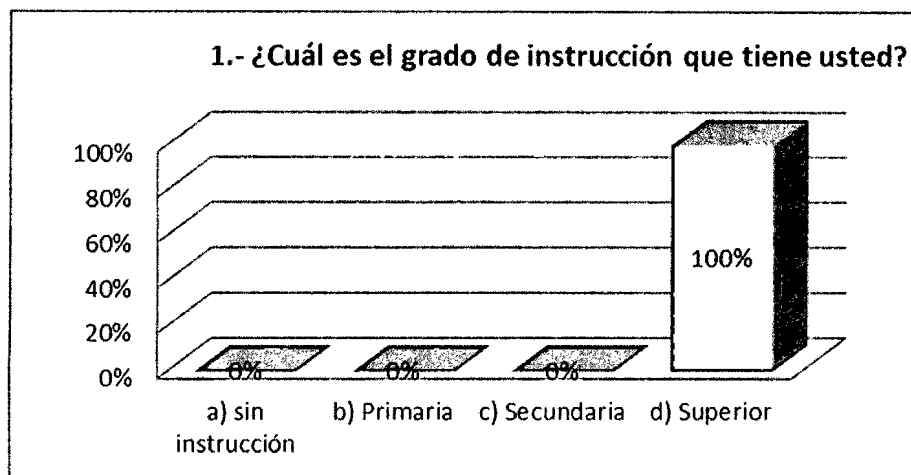 1.- ¿Cuál es el grado de instrucción que tiene usted?
100%
80%
60%
40%
20%
0%
0%
0%
0%
100%
a) sin instrucción
b) Primaria
c) Secundaria
d) Superior